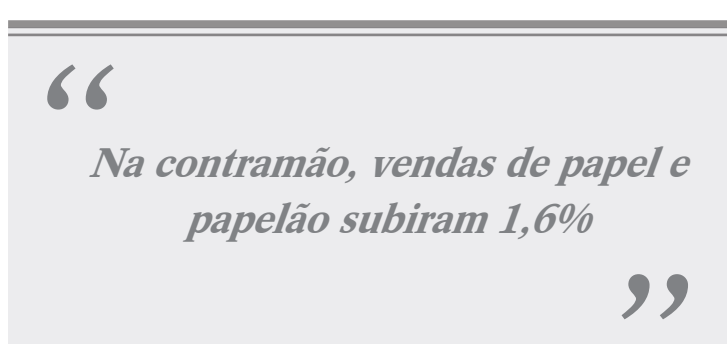 “
Na contramão, vendas de papel e
papelão subiram 1,6%
”